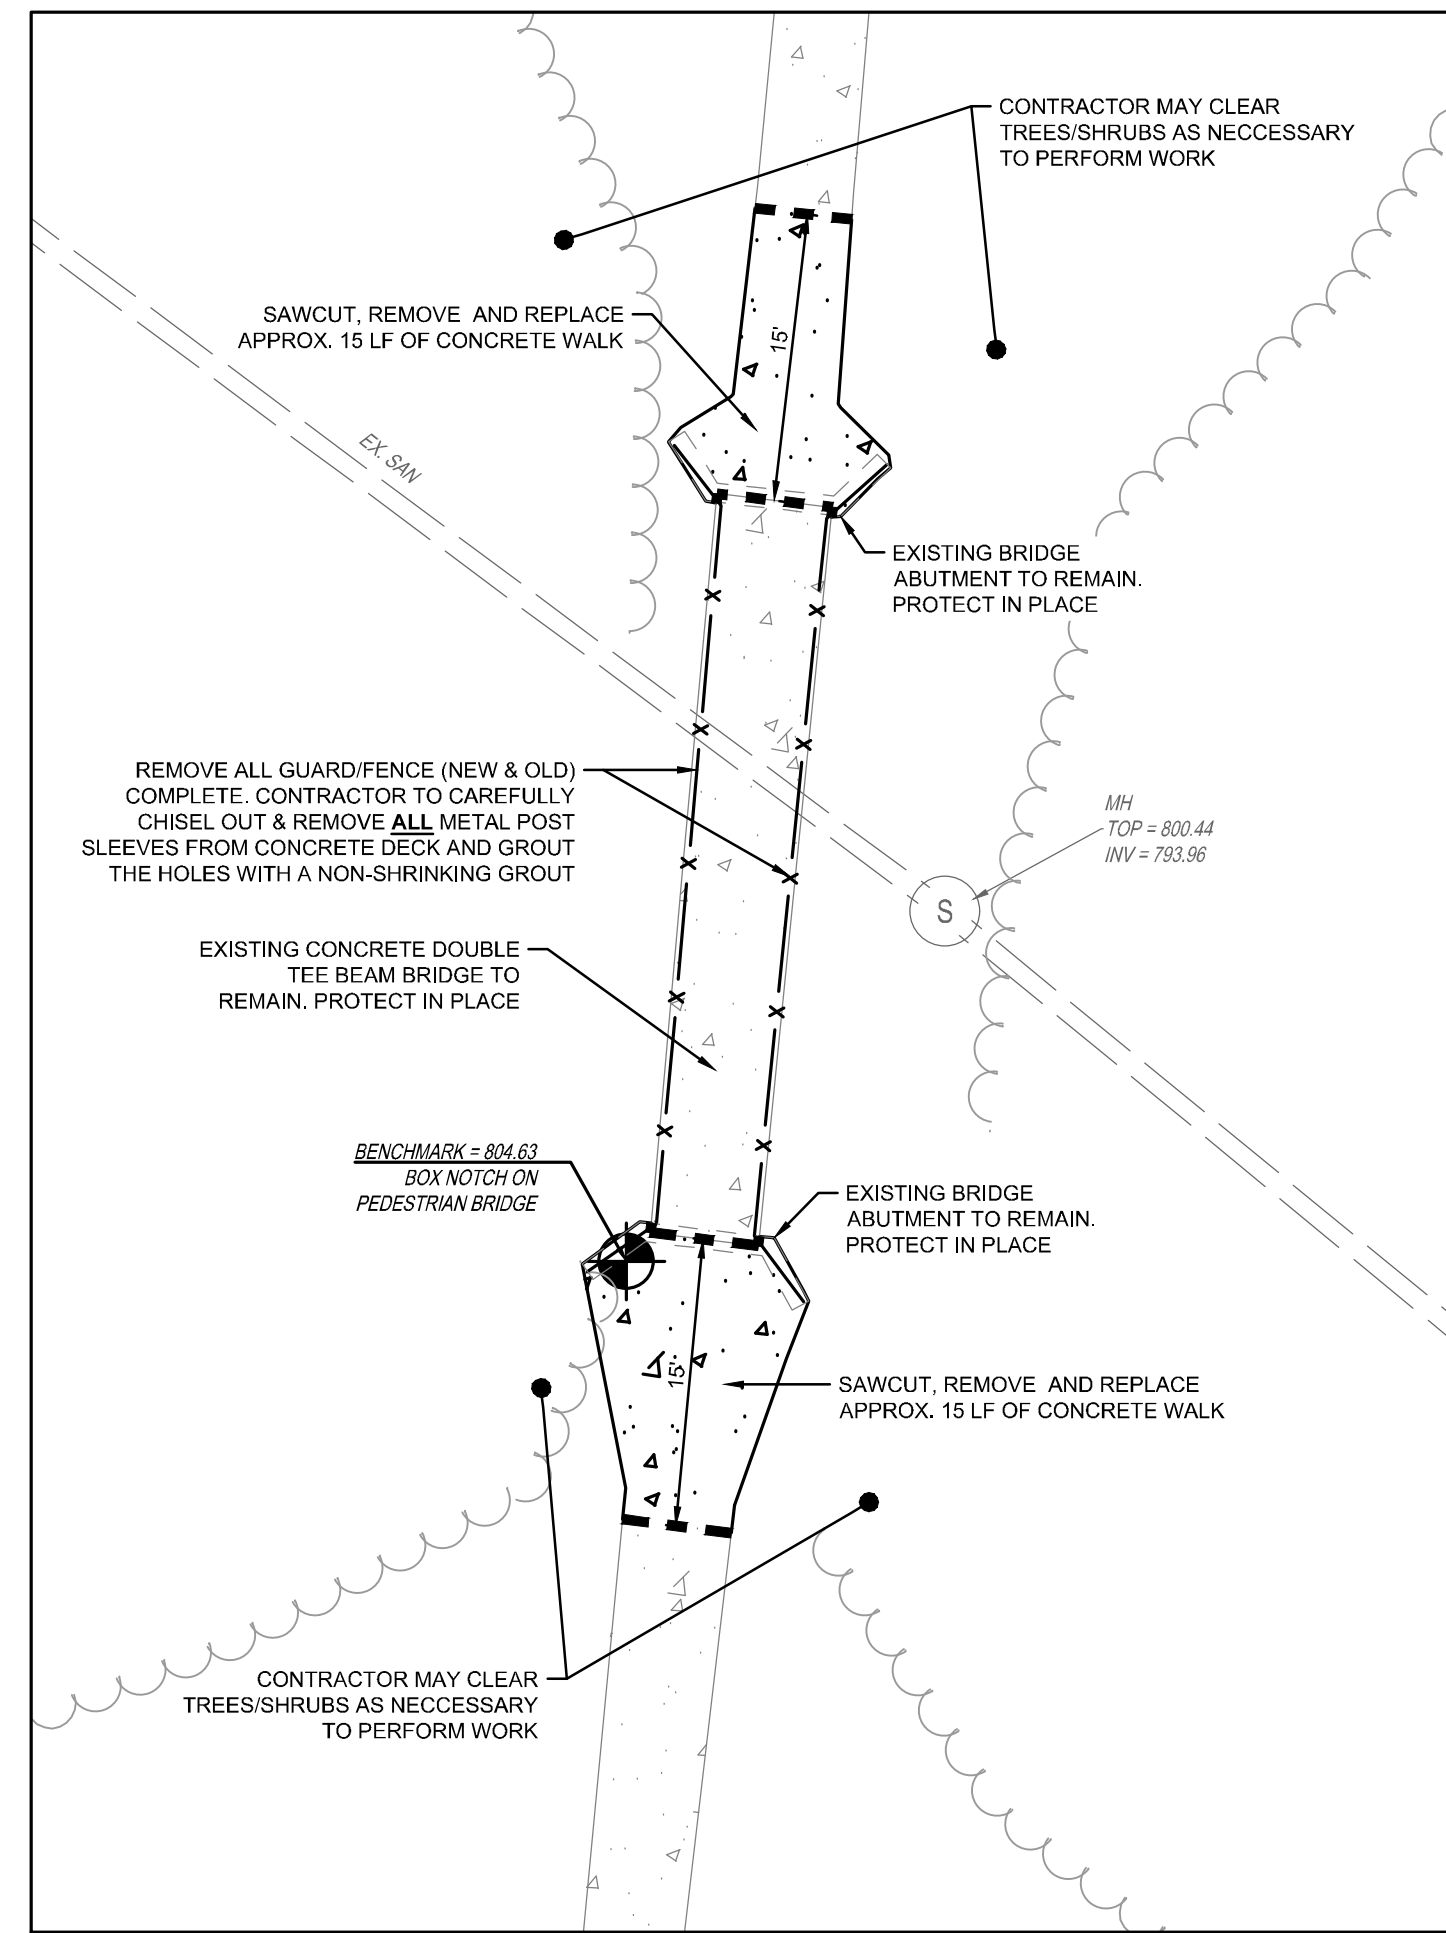 CONTRACTOR MAY CLEAR
TREES/SHRUBS AS NECCESSARY
TO PERFORM WORK
SAWCUT, REMOVE AND REPLACE
APPROX. 15 LF OF CONCRETE WALK
15'
EX. SAN
EXISTING BRIDGE
ABUTMENT TO REMAIN.
PROTECT IN PLACE
REMOVE ALL GUARD/FENCE (NEW & OLD)
COMPLETE. CONTRACTOR TO CAREFULLY
CHISEL OUT & REMOVE ALL METAL POST
SLEEVES FROM CONCRETE DECK AND GROUT
THE HOLES WITH A NON-SHRINKING GROUT
MH
TOP = 800.44
INV = 793.96
S
EXISTING CONCRETE DOUBLE
TEE BEAM BRIDGE TO
REMAIN. PROTECT IN PLACE
BENCHMARK = 804.63
BOX NOTCH ON
PEDESTRIAN BRIDGE
EXISTING BRIDGE
ABUTMENT TO REMAIN.
PROTECT IN PLACE
15'
SAWCUT, REMOVE AND REPLACE
APPROX. 15 LF OF CONCRETE WALK
CONTRACTOR MAY CLEAR
TREES/SHRUBS AS NECCESSARY
TO PERFORM WORK